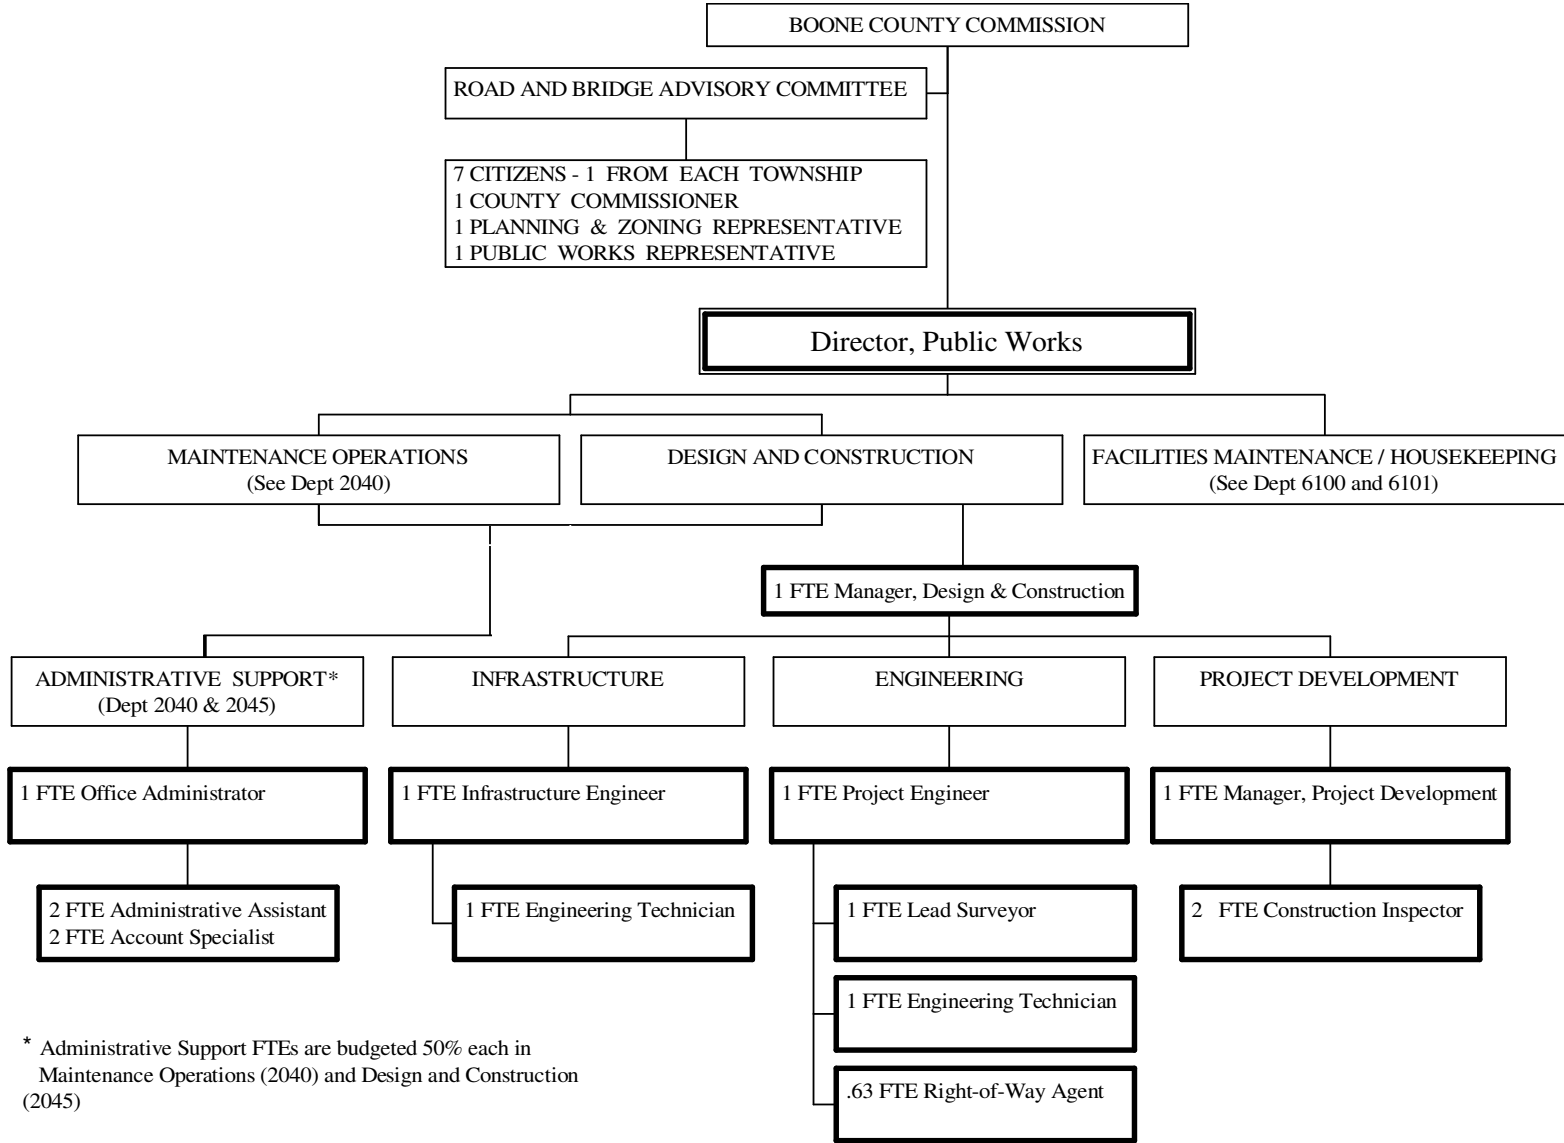 BOONE COUNTY COMMISSION
ROAD AND BRIDGE ADVISORY COMMITTEE
7 CITIZENS - 1 FROM EACH TOWNSHIP
1 COUNTY COMMISSIONER
1 PLANNING & ZONING REPRESENTATIVE
1 PUBLIC WORKS REPRESENTATIVE
Director, Public Works
MAINTENANCE OPERATIONS
(See Dept 2040)
DESIGN AND CONSTRUCTION
FACILITIES MAINTENANCE / HOUSEKEEPING
(See Dept 6100 and 6101)
1 FTE Manager, Design & Construction
ADMINISTRATIVE SUPPORT*
(Dept 2040 & 2045)
INFRASTRUCTURE
ENGINEERING
PROJECT DEVELOPMENT
1 FTE Office Administrator
1 FTE Infrastructure Engineer
1 FTE Project Engineer
1 FTE Manager, Project Development
2 FTE Administrative Assistant
2 FTE Account Specialist
1 FTE Engineering Technician
1 FTE Lead Surveyor
2 FTE Construction Inspector
1 FTE Engineering Technician
.63 FTE Right-of-Way Agent
* Administrative Support FTEs are budgeted 50% each in
Maintenance Operations (2040) and Design and Construction
(2045)